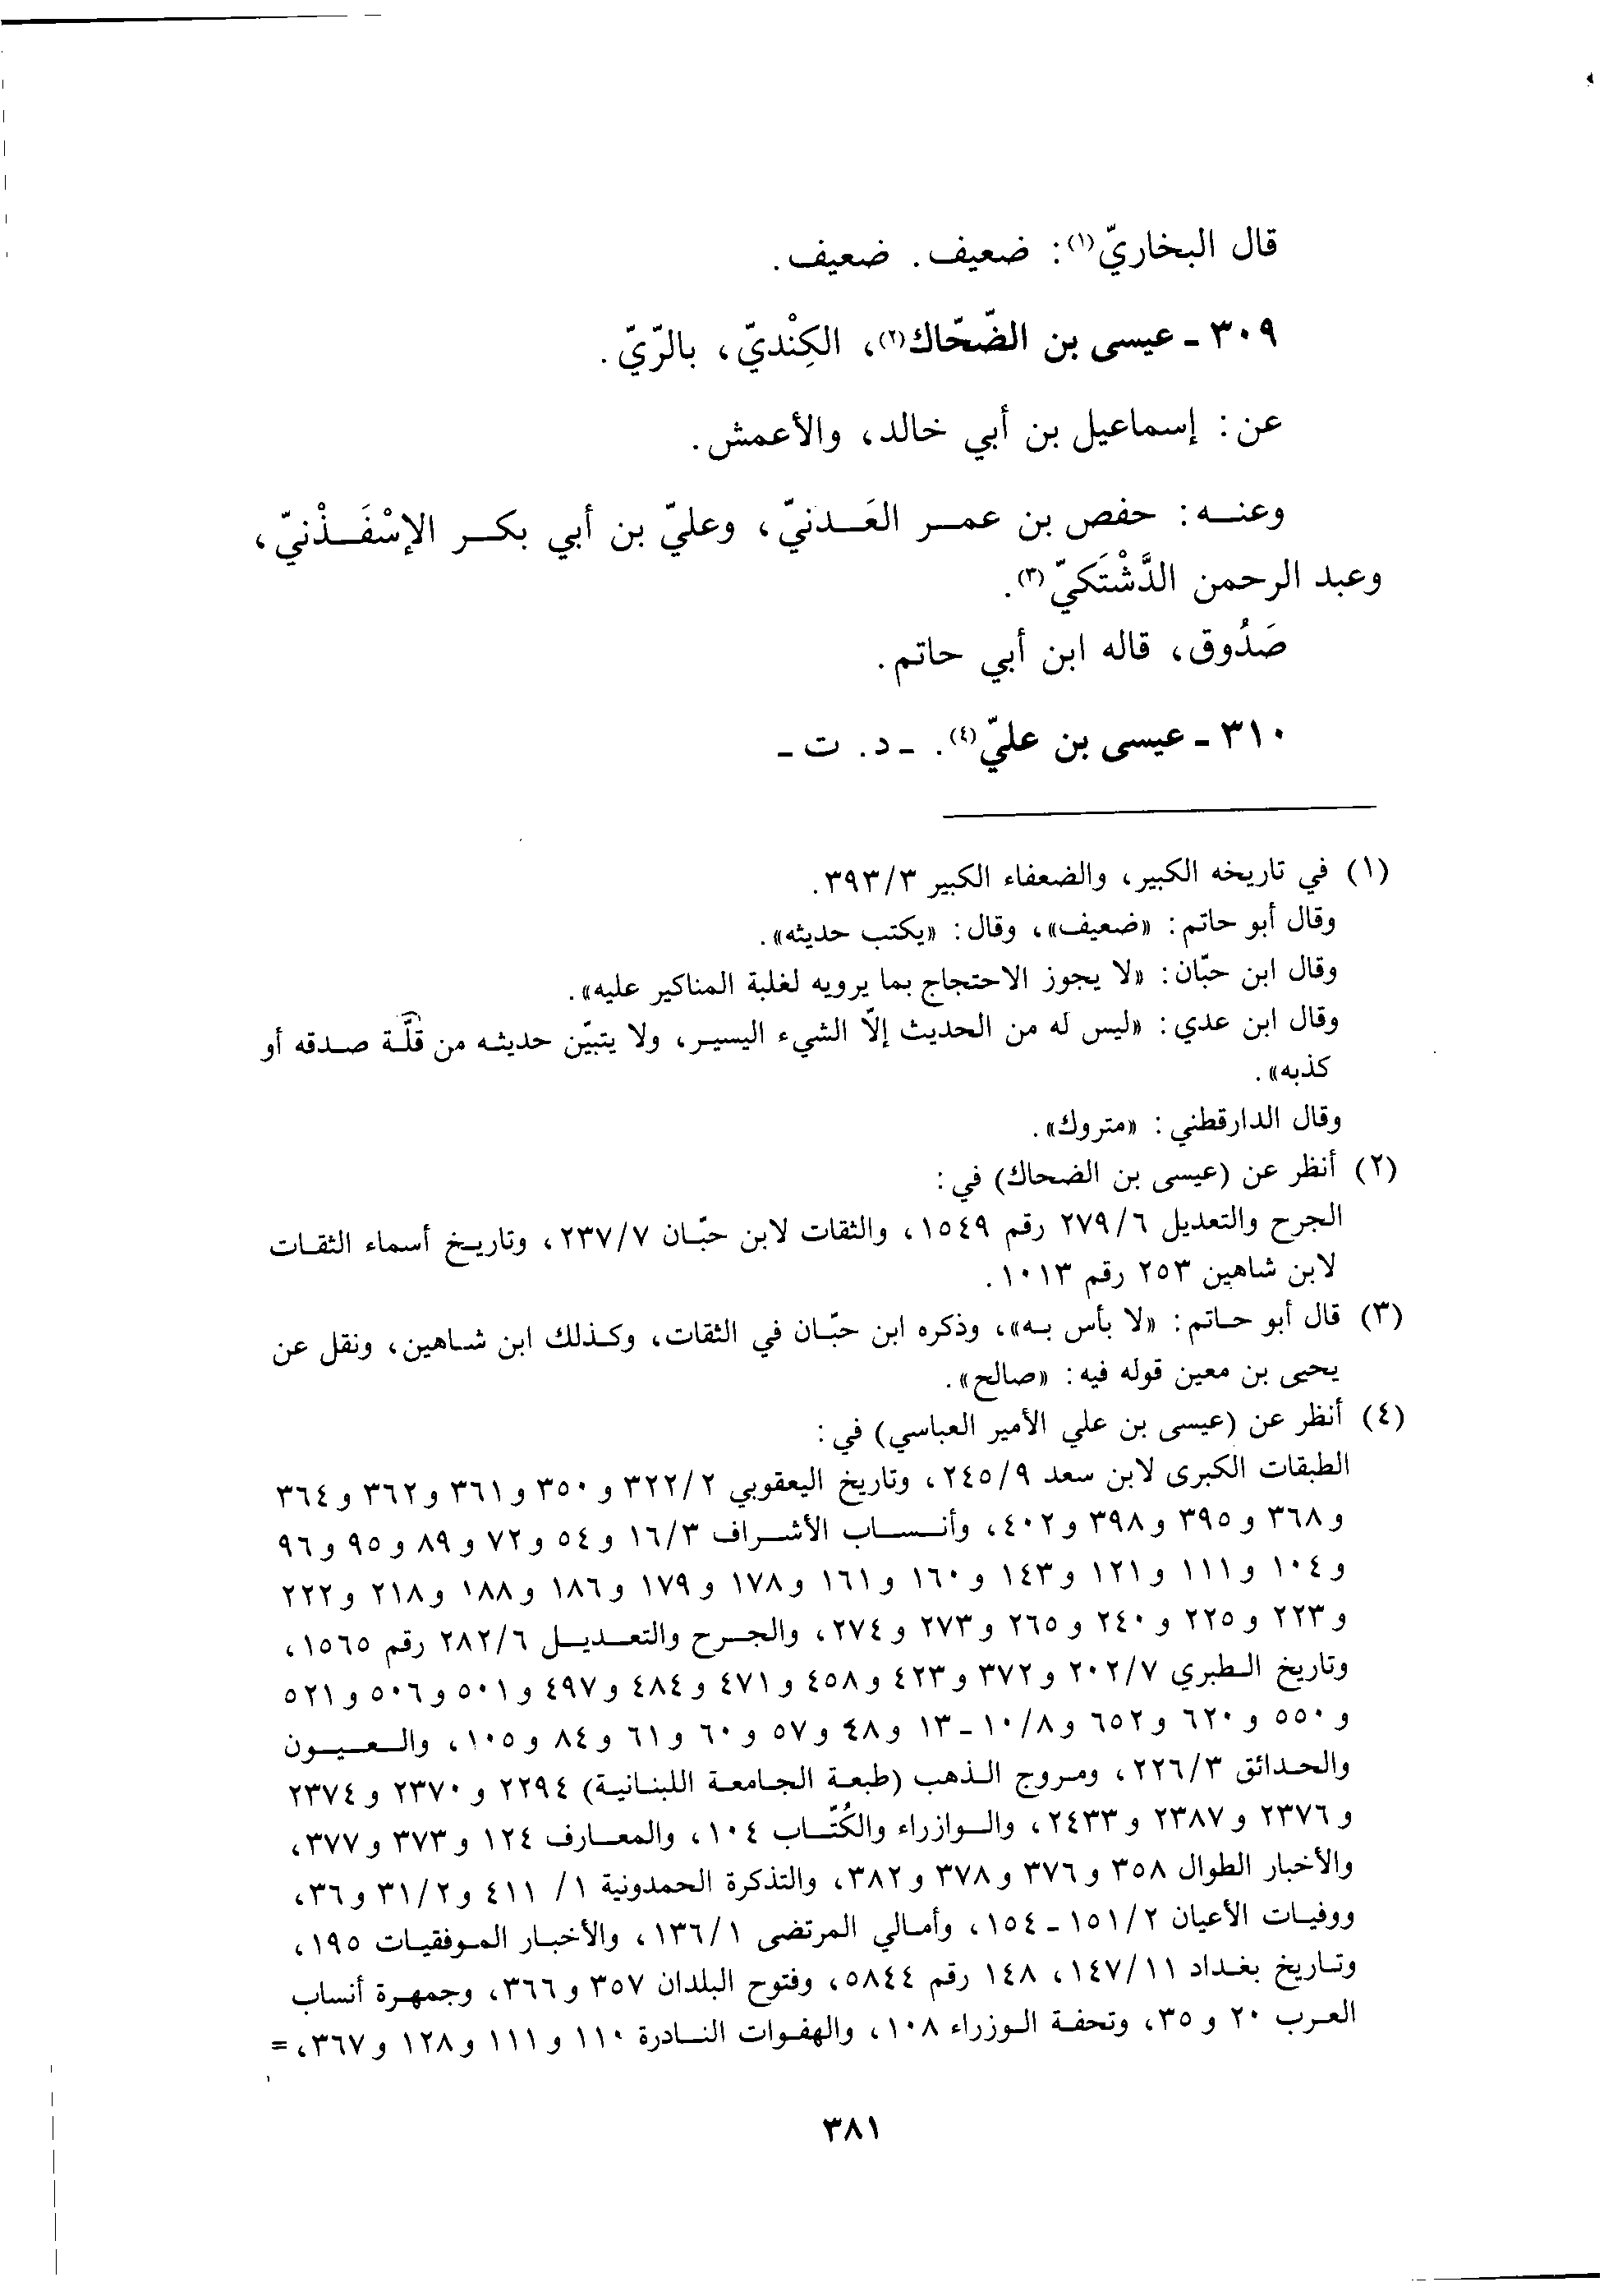 قال البخاريّ(١): ضعيف. ضعيف.
٣٠٩ ـ عيسى بن الضّحّاك(٢)، الكِنْديّ، بالرّيّ.
عن: إسماعيل بن أبي خالد، والأعمش.
وعنه: حفص بن عمر العَدنيّ، وعليّ بن أبي بكر الإسْفَذْنيّ،
وعبد الرحمن الدَّشْتَكيّ(٣).
صَدُوق، قاله ابن أبي حاتم.
٣١٠ ـ عيسى بن عليّ(٤). ـ د. ت ـ
(١) في تاريخه الكبير، والضعفاء الكبير ٣٩٣/٣.
وقال أبو حاتم: «ضعيف»، وقال: «يكتب حديثه».
وقال ابن حبّان: «لا يجوز الاحتجاج بما يرويه لغلبة المناكير عليه».
وقال ابن عدي: «ليس له من الحديث إلّا الشيء اليسير، ولا يتبيّن حديثه من قلّة صدقه أو
كذبه».
وقال الدارقطني: «متروك».
(٢) أنظر عن (عيسى بن الضحاك) في:
الجرح والتعديل ٢٧٩/٦ رقم ١٥٤٩، والثقات لابن حبّان ٢٣٧/٧، وتاريخ أسماء الثقات
لابن شاهين ٢٥٣ رقم ١٠١٣.
(٣) قال أبو حاتم: «لا بأس به»، وذكره ابن حبّان في الثقات، وكذلك ابن شاهين، ونقل عن
يحيى بن معين قوله فيه: «صالح».
(٤) أنظر عن (عيسى بن علي الأمير العباسي) في:
الطبقات الكبرى لابن سعد ٢٤٥/٩، وتاريخ اليعقوبي ٣٢٢/٢ و٣٥٠ و٣٦١ و٣٦٢ و٣٦٤
و٣٦٨ و٣٩٥ و٣٩٨ و٤٠٢، وأنساب الأشراف ١٦/٣ و٥٤ و٧٢ و٨٩ و٩٥ و٩٦
و١٠٤ و١١١ و١٢١ و١٤٣ و١٦٠ و١٦١ و١٧٨ و١٧٩ و١٨٦ و١٨٨ و٢١٨ و٢٢٢
و٢٢٣ و٢٢٥ و٢٤٠ و٢٦٥ و٢٧٣ و٢٧٤، والجرح والتعديل ٢٨٢/٦ رقم ١٥٦٥،
وتاريخ الطبري ٢٠٢/٧ و٣٧٢ و٤٢٣ و٤٥٨ و٤٧١ و٤٨٤ و٤٩٧ و٥٠١ و٥٠٦ و٥٢١
و٥٥٠ و٦٢٠ و٦٥٢ و١٠/٨ ـ ١٣ و٤٨ و٥٧ و٦٠ و٦١ و٨٤ و١٠٥، والعيون
والحدائق ٢٢٦/٣، ومروج الذهب (طبعة الجامعة اللبنانية) ٢٢٩٤ و٢٣٧٠ و٢٣٧٤
و٢٣٧٦ و٢٣٨٧ و٢٤٣٣، والوازراء والكُتّاب ١٠٤، والمعارف ١٢٤ و٣٧٣ و٣٧٧،
والأخبار الطوال ٣٥٨ و٣٧٦ و٣٧٨ و٣٨٢، والتذكرة الحمدونية ١/ ٤١١ و٣١/٢ و٣٦،
ووفيات الأعيان ١٥١/٢ ـ ١٥٤، وأمالي المرتضى ١٣٦/١، والأخبار الموفقيات ١٩٥،
وتاريخ بغداد ١٤٧/١١، ١٤٨ رقم ٥٨٤٤، وفتوح البلدان ٣٥٧ و٣٦٦، وجمهرة أنساب
العرب ٢٠ و٣٥، وتحفة الوزراء ١٠٨، والهفوات النادرة ١١٠ و١١١ و١٢٨ و٣٦٧، =
٣٨١